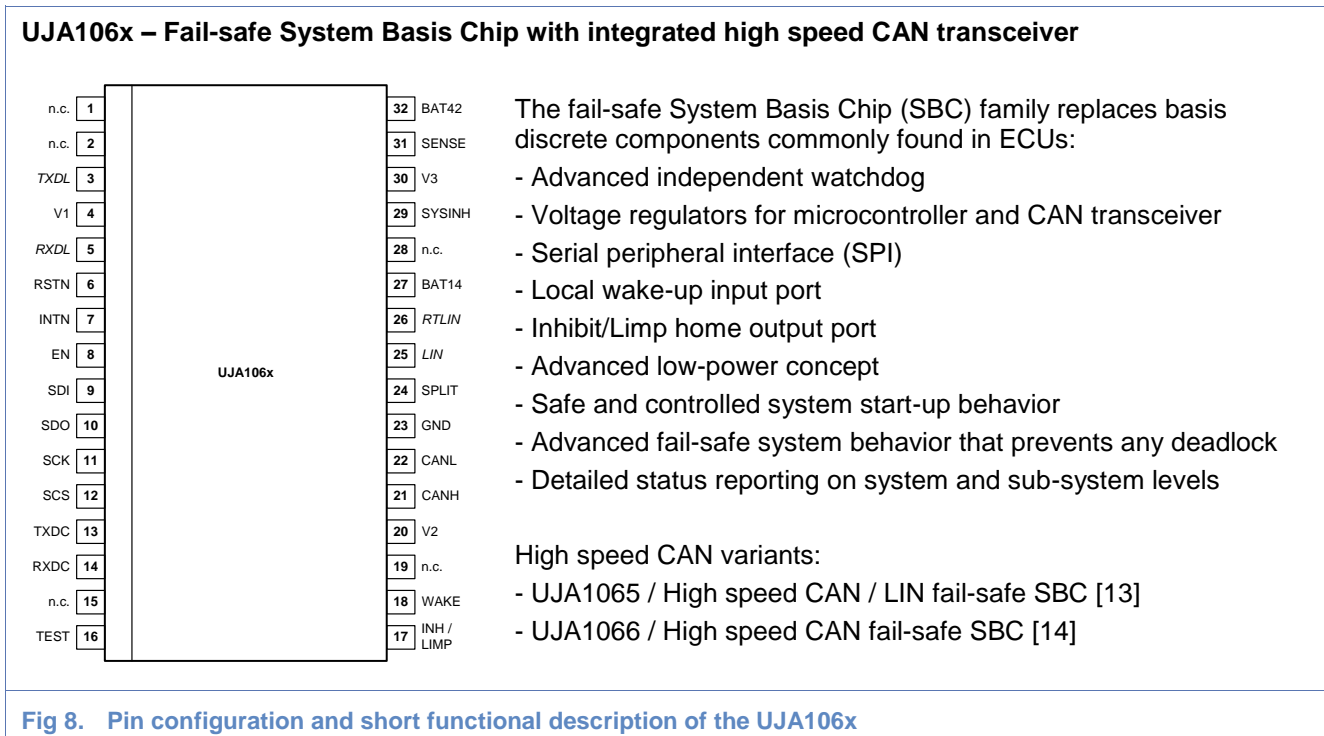 UJA106x – Fail-safe System Basis Chip with integrated high speed CAN transceiver
n.c. 1
n.c. 2
TXDL 3
V1 4
RXDL 5
RSTN 6
INTN 7
EN 8
SDI 9
SDO 10
SCK 11
SCS 12
TXDC 13
RXDC 14
n.c. 15
TEST 16
UJA106x
32 BAT42
31 SENSE
30 V3
29 SYSINH
28 n.c.
27 BAT14
26 RTLIN
25 LIN
24 SPLIT
23 GND
22 CANL
21 CANH
20 V2
19 n.c.
18 WAKE
17 INH /
LIMP
The fail-safe System Basis Chip (SBC) family replaces basis
discrete components commonly found in ECUs:
- Advanced independent watchdog
- Voltage regulators for microcontroller and CAN transceiver
- Serial peripheral interface (SPI)
- Local wake-up input port
- Inhibit/Limp home output port
- Advanced low-power concept
- Safe and controlled system start-up behavior
- Advanced fail-safe system behavior that prevents any deadlock
- Detailed status reporting on system and sub-system levels
High speed CAN variants:
- UJA1065 / High speed CAN / LIN fail-safe SBC [13]
- UJA1066 / High speed CAN fail-safe SBC [14]
Fig 8. Pin configuration and short functional description of the UJA106x